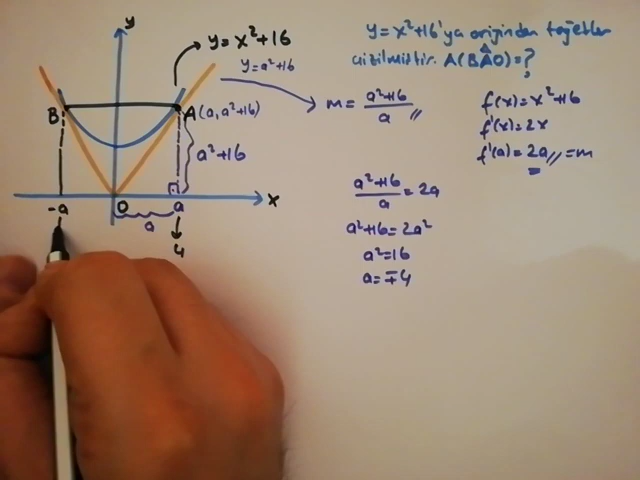 y = x²+16'ya orijinden teğetler
çizilmiştir. A(BÂO)=?
y
y = x²+16
y = a²+16
B
A(a, a²+16)
a²+16
-a
O
a
x
a
4
m = a²+16 / a
f(x) = x²+16
f'(x) = 2x
f'(a) = 2a = m
a²+16 / a = 2a
a²+16 = 2a²
a² = 16
a = ∓4